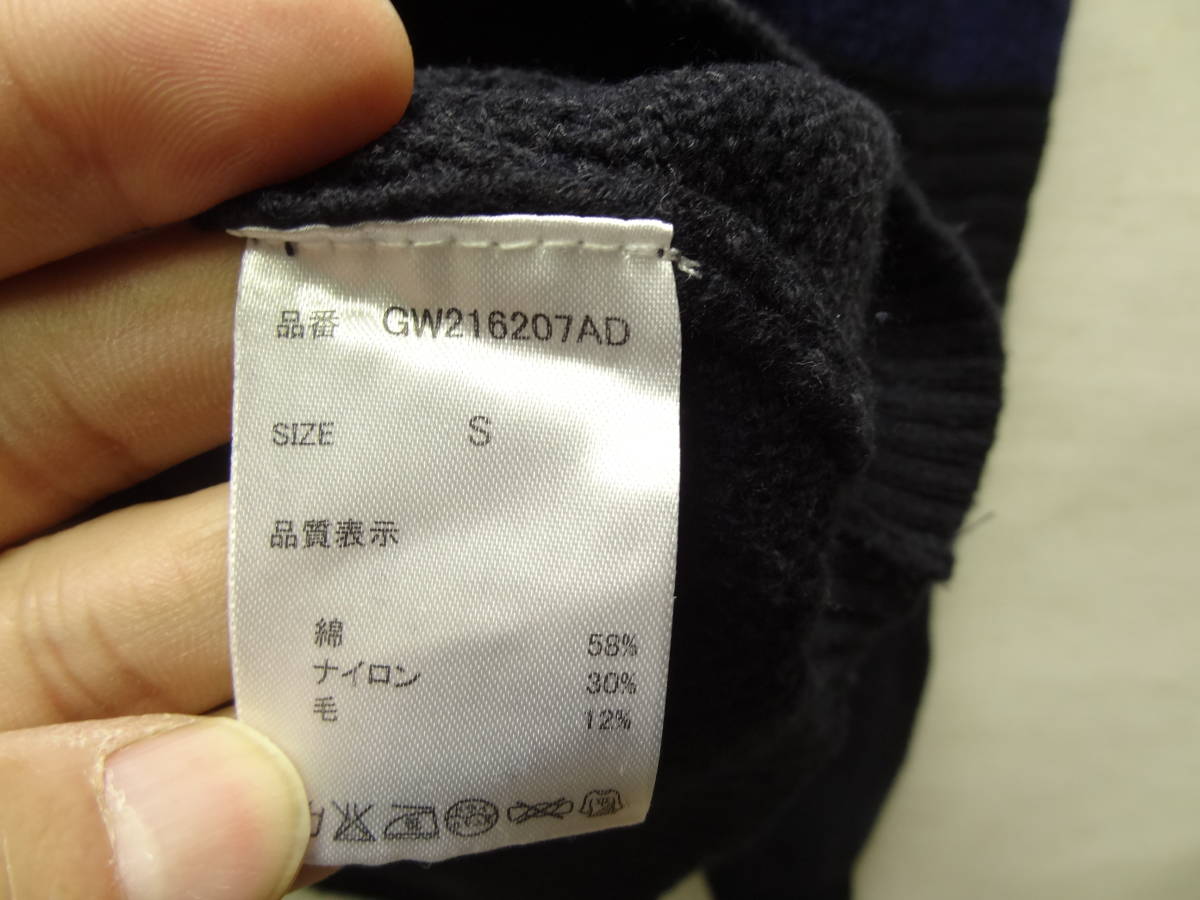 品番 GW216207AD
SIZE S
品質表示
綿 58%
ナイロン 30%
毛 12%